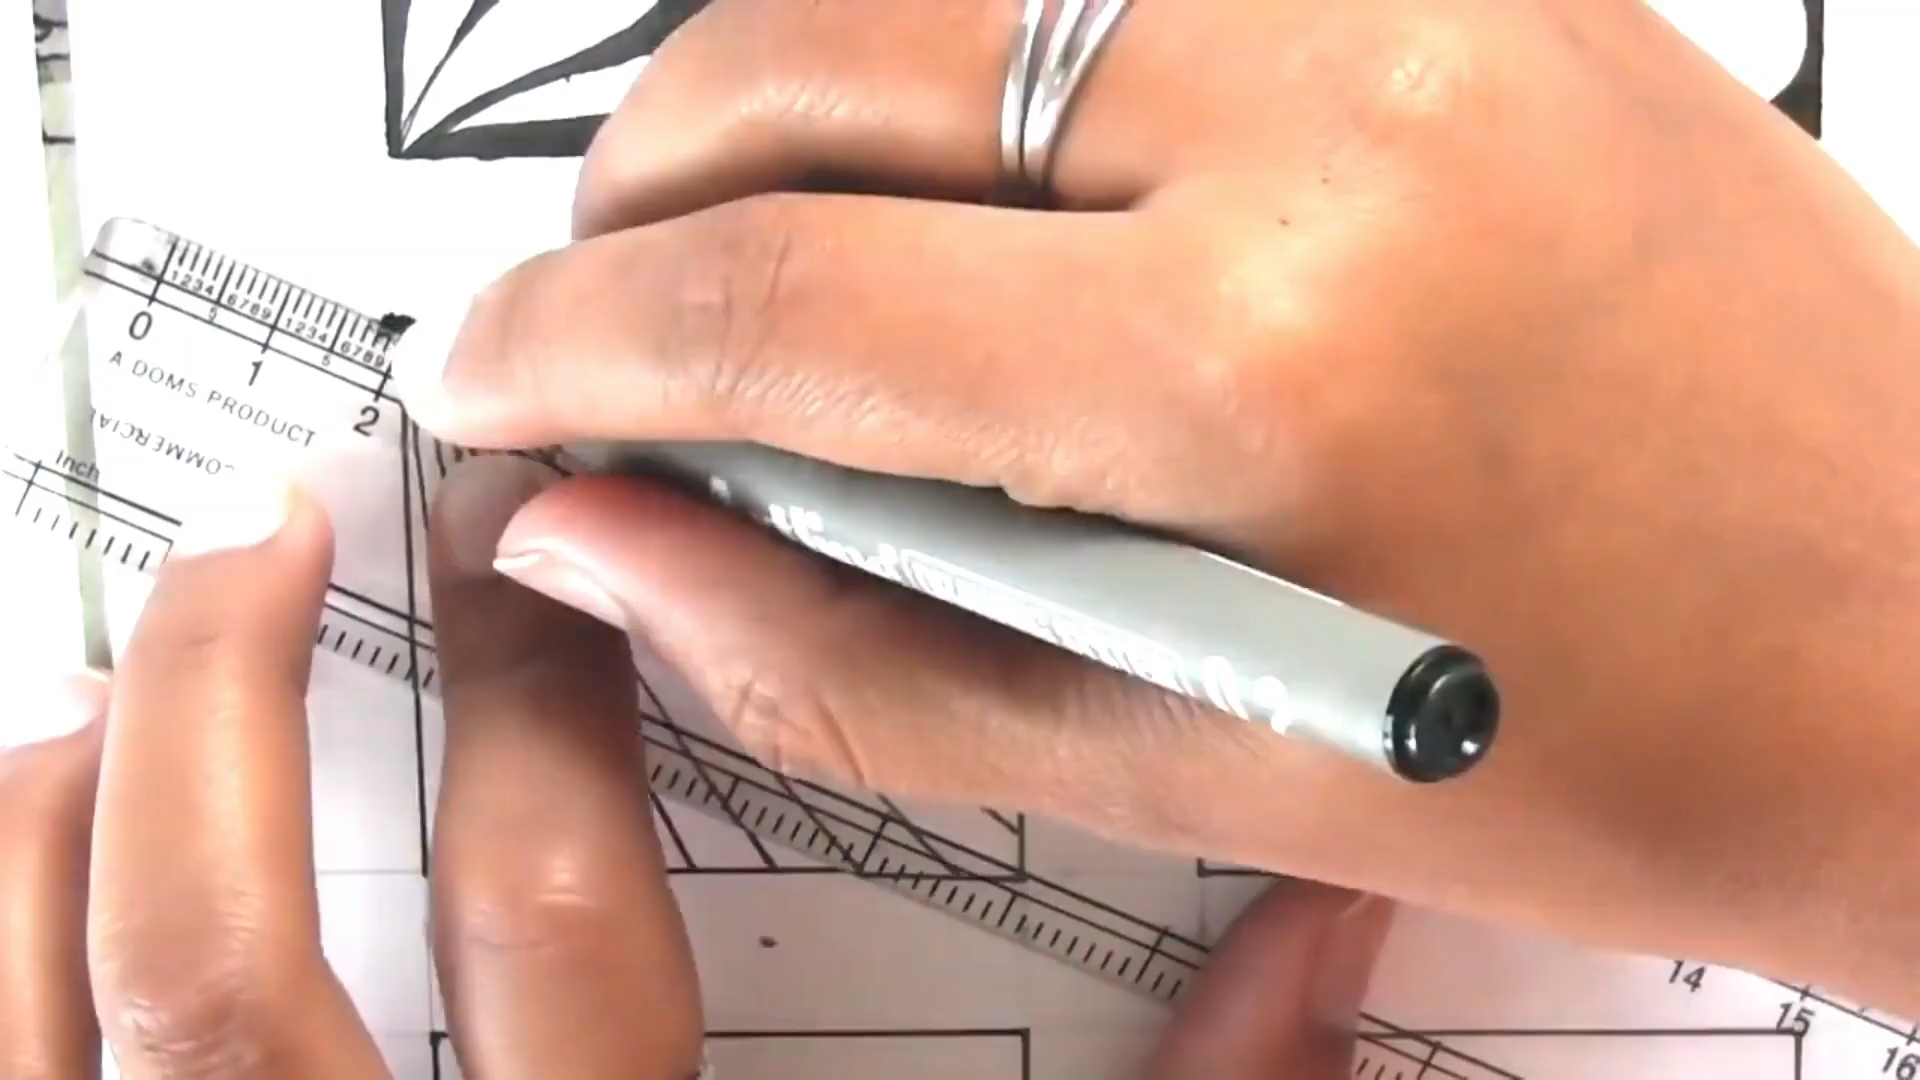 1234 6789 1234 6789
5 5
0 1 2
A DOMS PRODUCT
COMMERCIAL
Inch
14
15
16